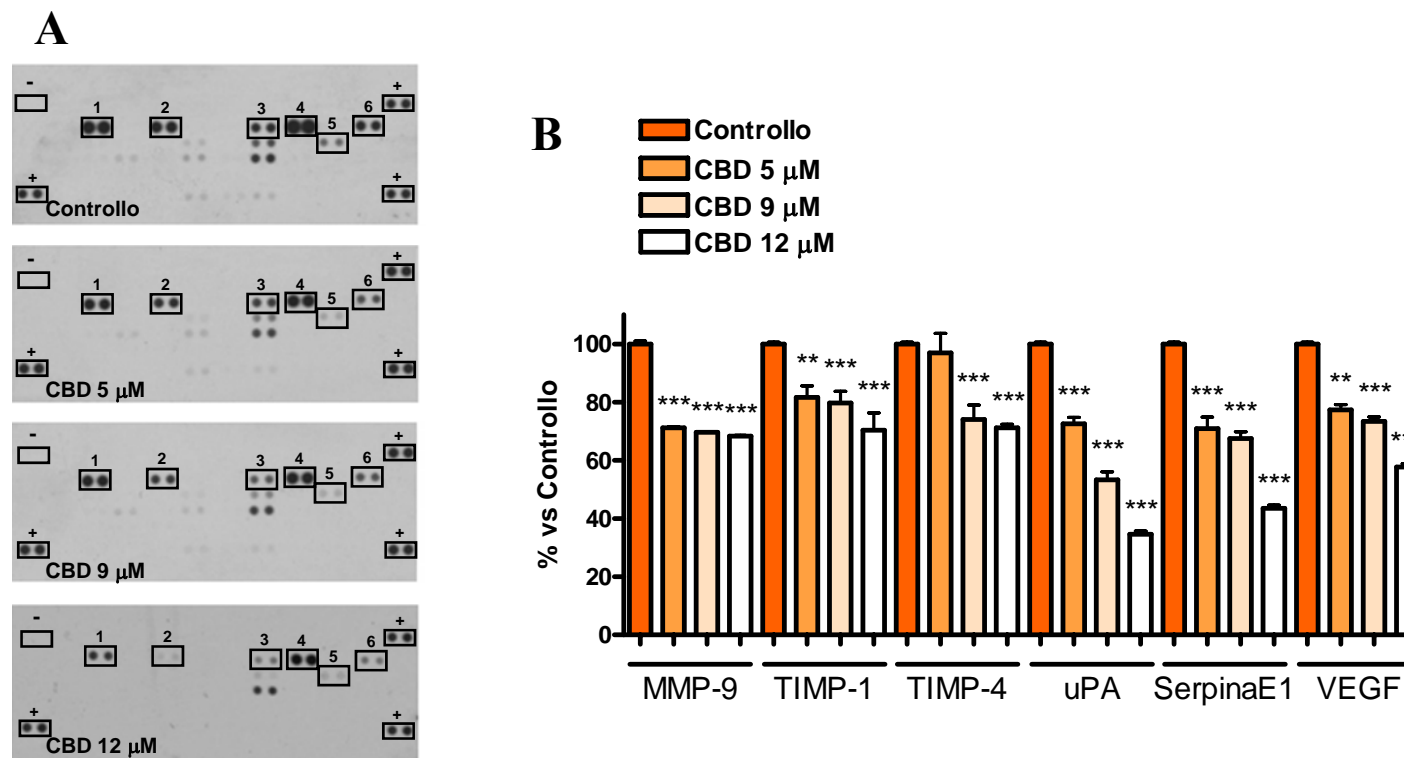 A
-
1
2
3
4
5
6
+
+
+
Controllo
-
1
2
3
4
5
6
+
+
+
CBD 5 μM
-
1
2
3
4
5
6
+
+
+
CBD 9 μM
-
1
2
3
4
5
6
+
+
+
CBD 12 μM
B
Controllo
CBD 5 μM
CBD 9 μM
CBD 12 μM
% vs Controllo
100
80
60
40
20
0
*** *** ***
** *** ***
*** ***
*** *** ***
*** *** ***
** *** **
MMP-9 TIMP-1 TIMP-4 uPA SerpinaE1 VEGF